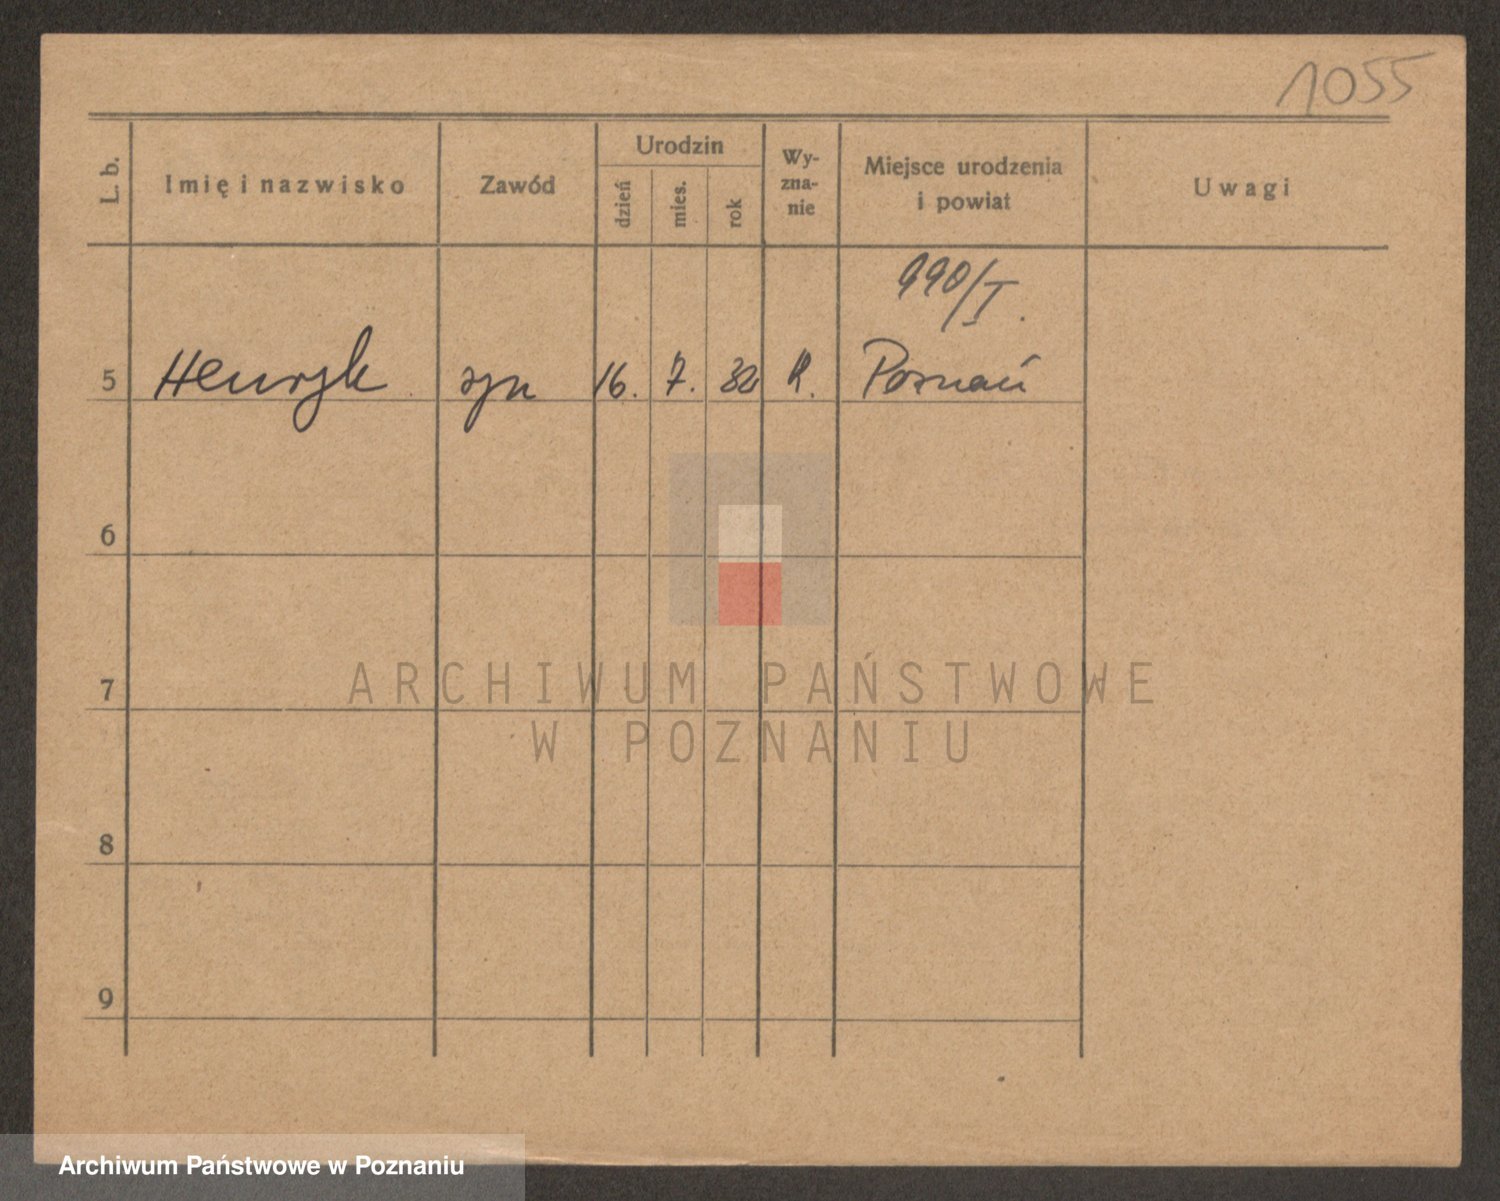 1055
L. b.
Imię i nazwisko
Zawód
Urodzin
dzień
mies.
rok
Wy-
zna-
nie
Miejsce urodzenia
i powiat
Uwagi
990/I.
5 Henryk syn 16. 7. 32 R. Poznań
6
7
8
9
ARCHIWUM PAŃSTWOWE
W POZNANIU
Archiwum Państwowe w Poznaniu